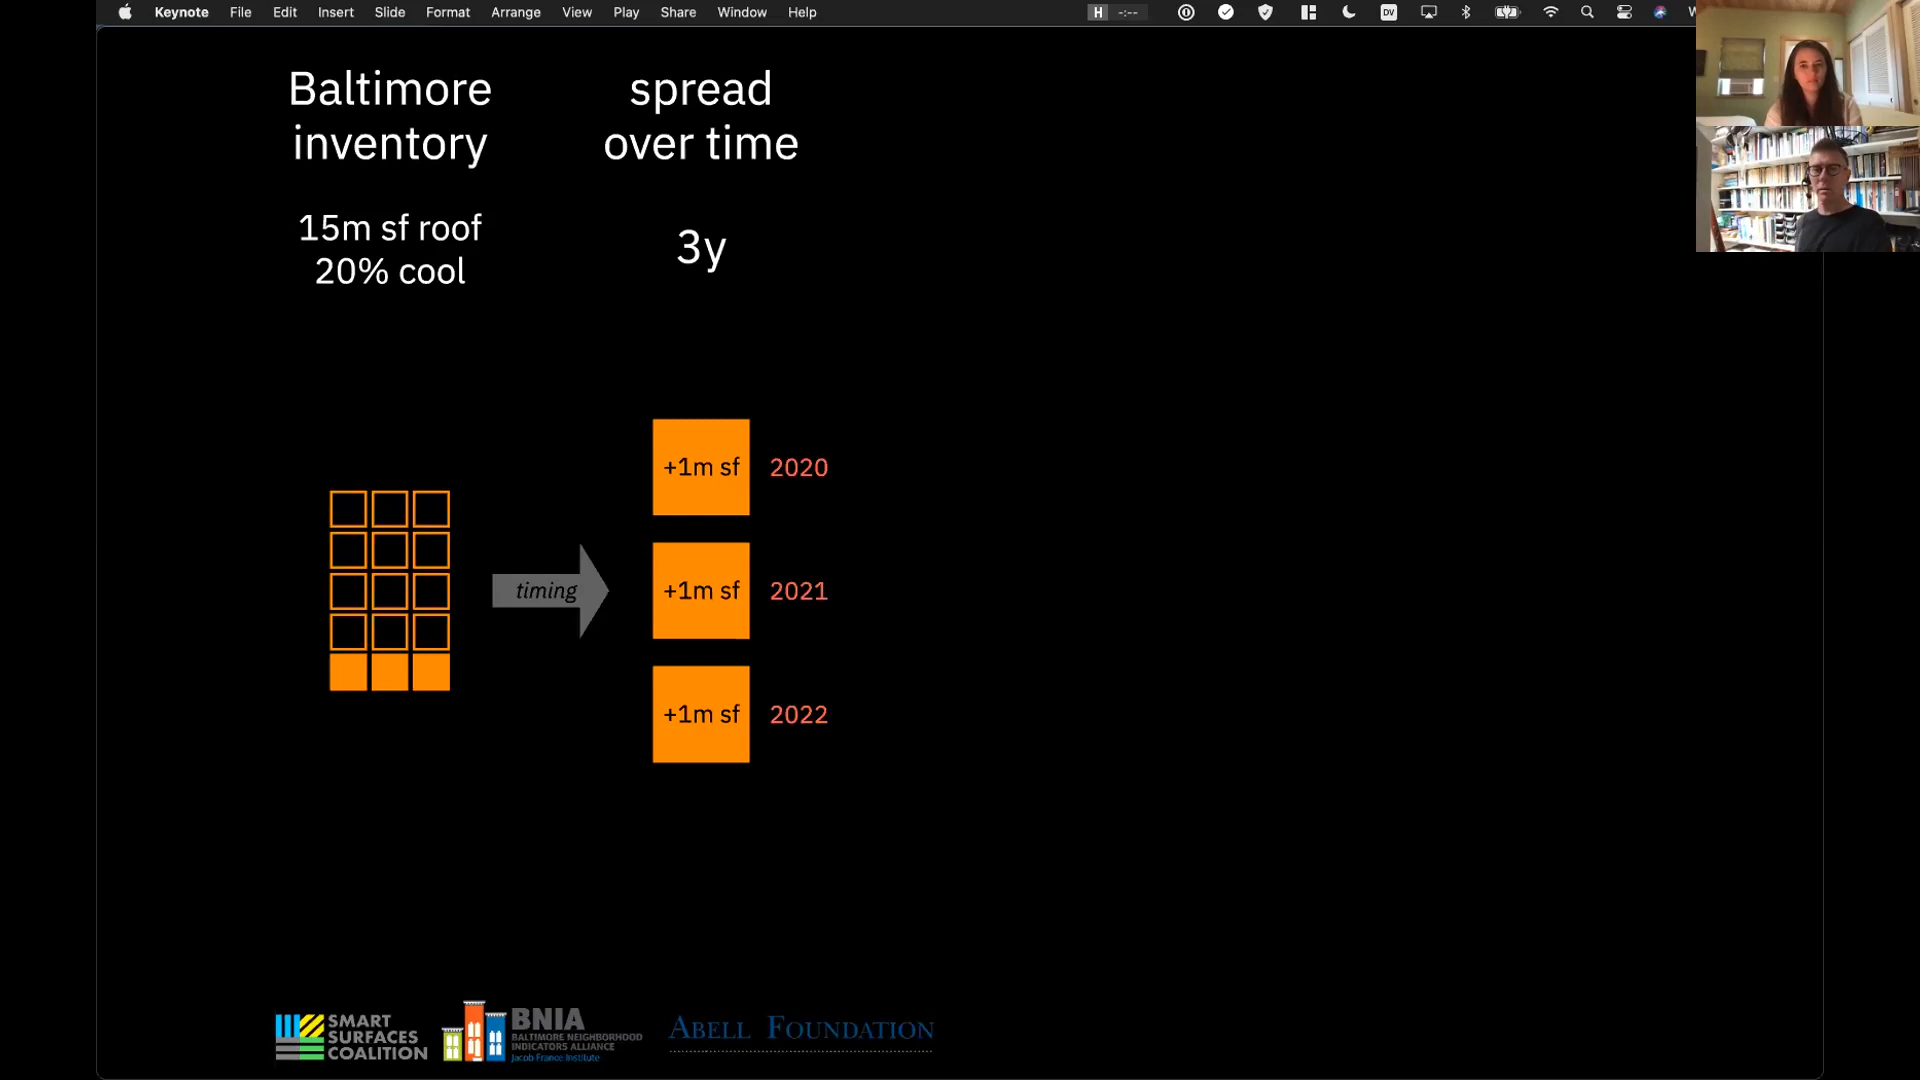 Keynote File Edit Insert Slide Format Arrange View Play Share Window Help
H -:--
DV
Baltimore
inventory
spread
over time
15m sf roof
20% cool
3y
+1m sf 2020
timing
+1m sf 2021
+1m sf 2022
SMART
SURFACES
COALITION
BNIA
BALTIMORE NEIGHBORHOOD
INDICATORS ALLIANCE
Jacob France Institute
ABELL FOUNDATION